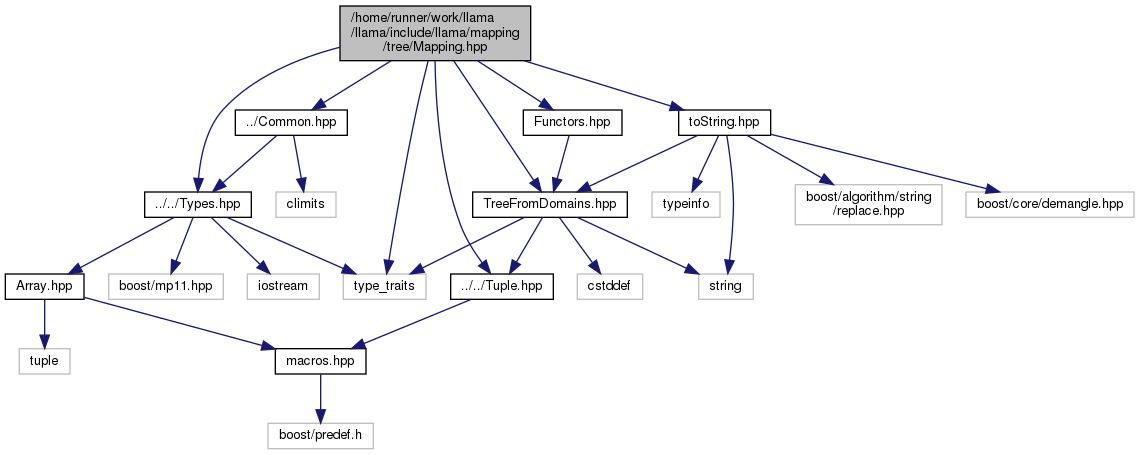 /home/runner/work/llama
/llama/include/llama/mapping
/tree/Mapping.hpp
../Common.hpp
Functors.hpp
toString.hpp
../../Types.hpp
climits
TreeFromDomains.hpp
typeinfo
boost/algorithm/string
/replace.hpp
boost/core/demangle.hpp
Array.hpp
boost/mp11.hpp
iostream
type_traits
../../Tuple.hpp
cstddef
string
tuple
macros.hpp
boost/predef.h